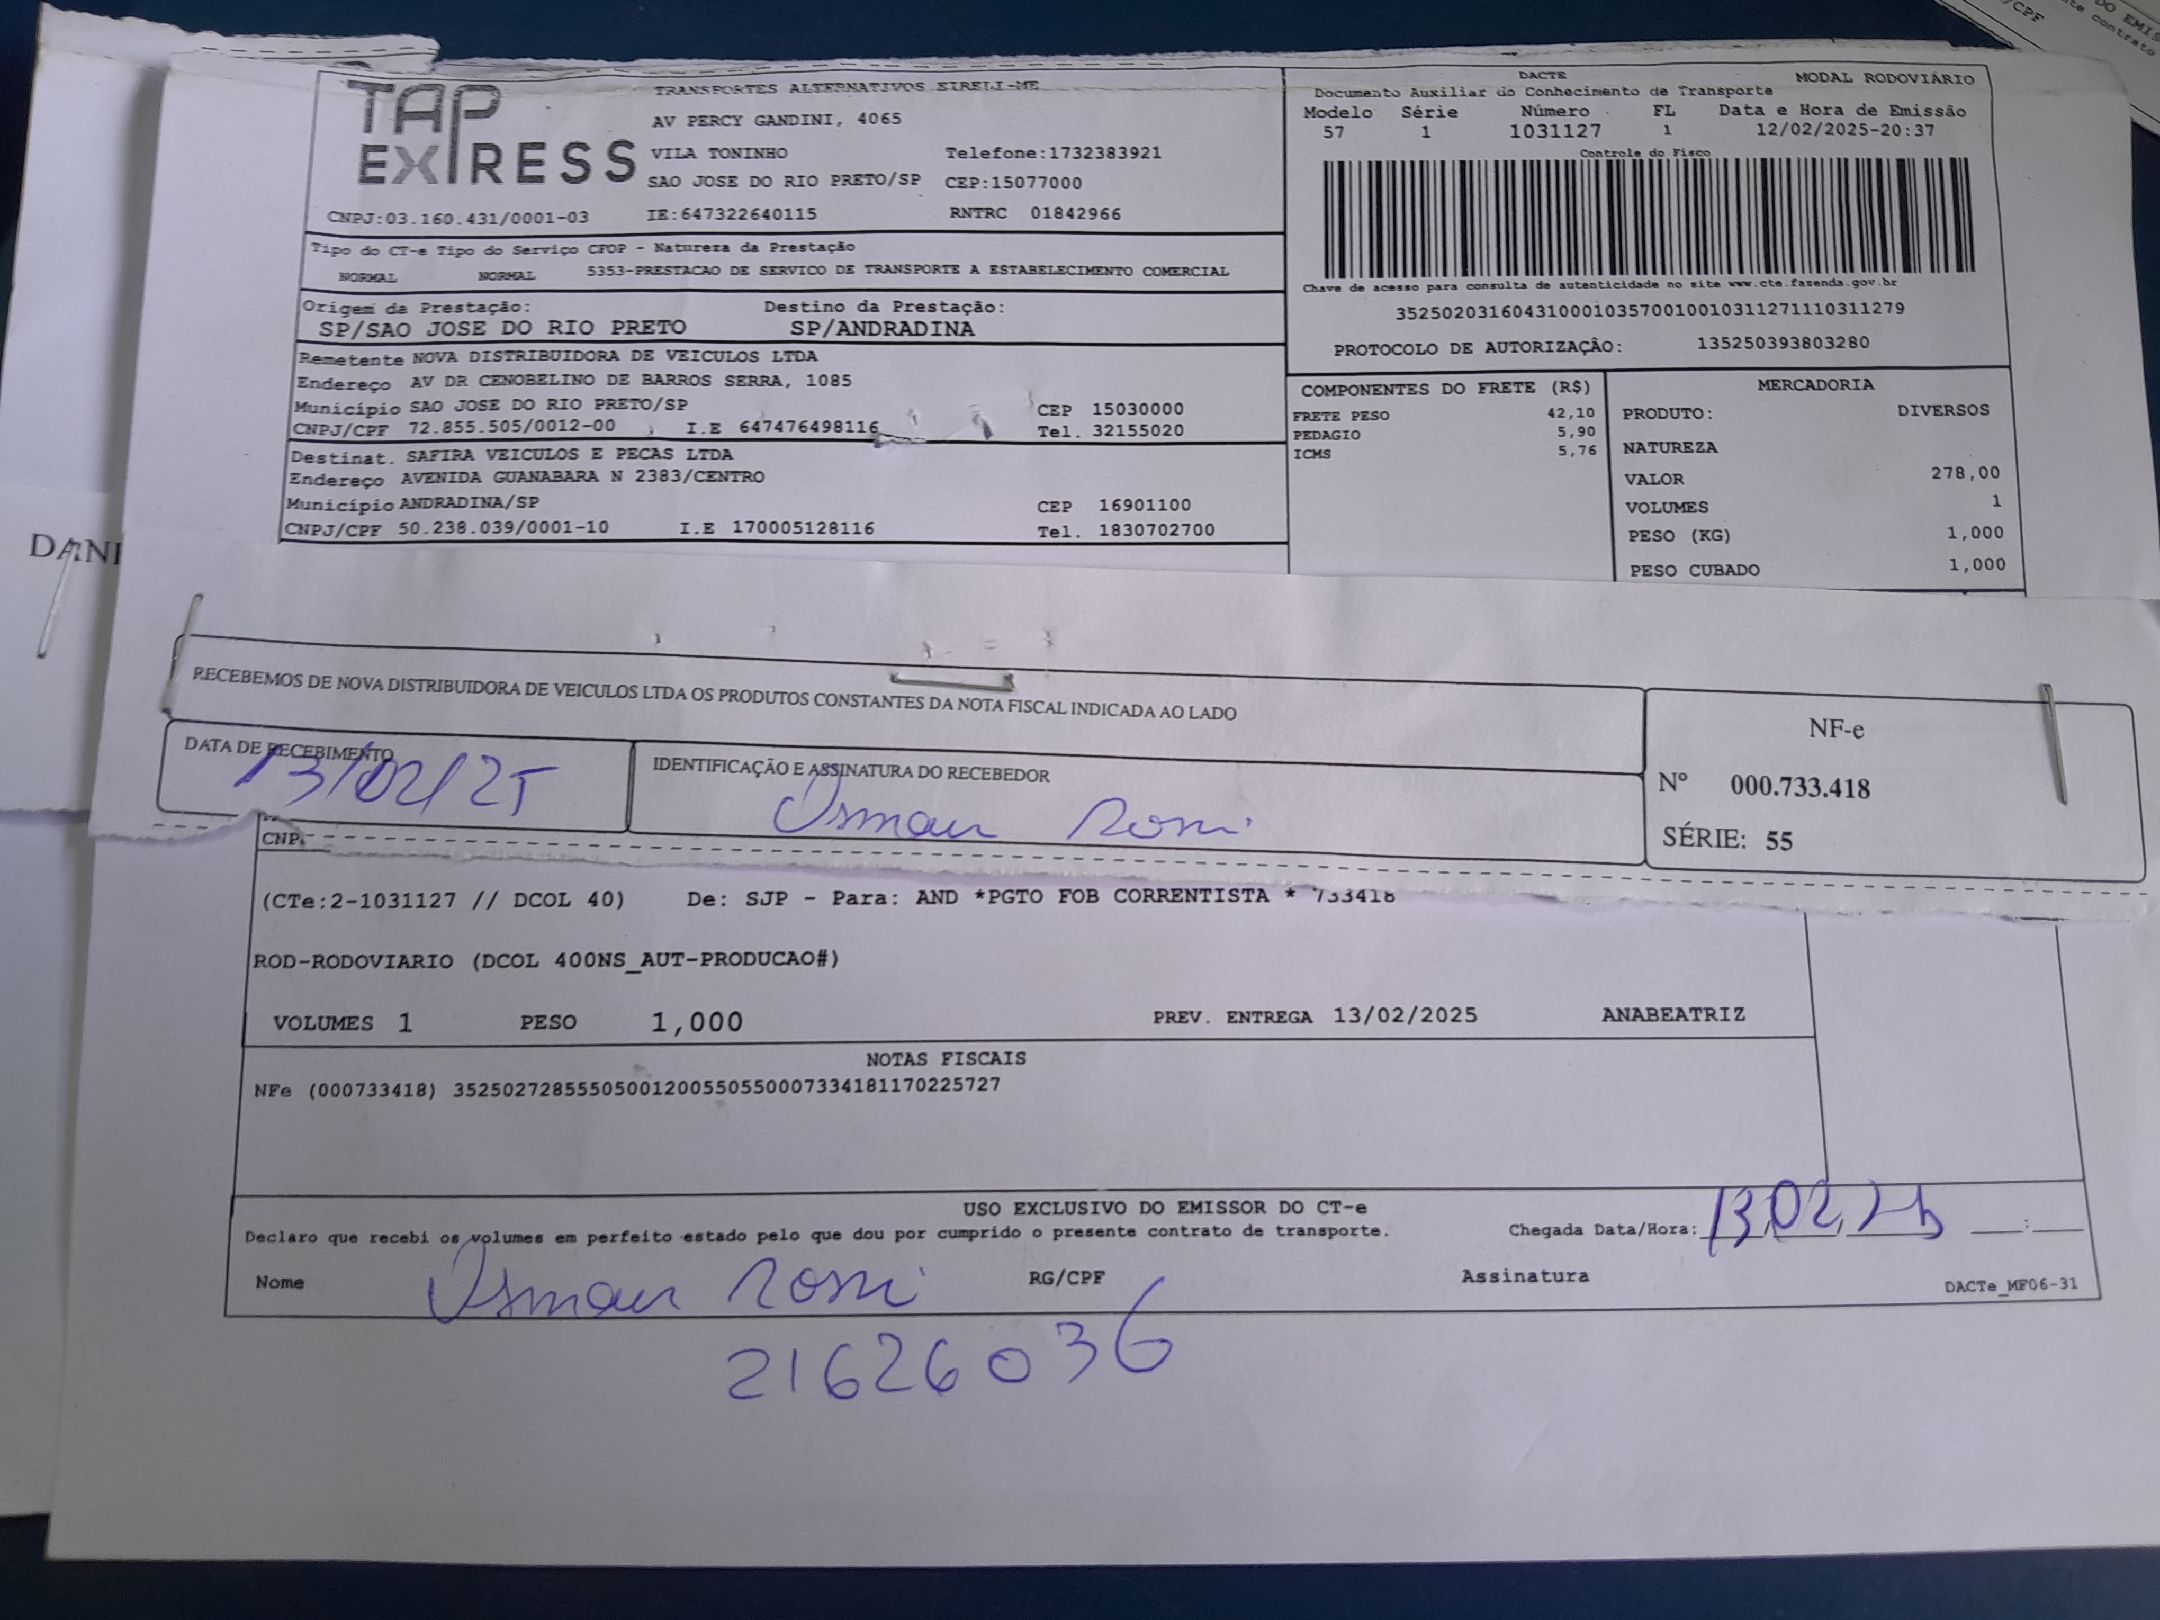 TAP EXPRESS
TRANSPORTES ALTERNATIVOS EIRELI-ME
AV PERCY GANDINI, 4065
VILA TONINHO Telefone:1732383921
SAO JOSE DO RIO PRETO/SP CEP:15077000
CNPJ:03.160.431/0001-03 IE:647322640115 RNTRC 01842966
DACTE MODAL RODOVIÁRIO
Documento Auxiliar do Conhecimento de Transporte
Modelo Série Número FL Data e Hora de Emissão
57 1 1031127 1 12/02/2025-20:37
Controle do Fisco
Chave de acesso para consulta de autenticidade no site www.cte.fazenda.gov.br
35250203160431000103570010010311271110311279
PROTOCOLO DE AUTORIZAÇÃO: 135250393803280
Tipo do CT-e Tipo do Serviço CFOP - Natureza da Prestação
NORMAL NORMAL 5353-PRESTACAO DE SERVICO DE TRANSPORTE A ESTABELECIMENTO COMERCIAL
Origem da Prestação: Destino da Prestação:
SP/SAO JOSE DO RIO PRETO SP/ANDRADINA
Remetente NOVA DISTRIBUIDORA DE VEICULOS LTDA
Endereço AV DR CENOBELINO DE BARROS SERRA, 1085
Município SAO JOSE DO RIO PRETO/SP CEP 15030000
CNPJ/CPF 72.855.505/0012-00 I.E 647476498116 Tel. 32155020
Destinat. SAFIRA VEICULOS E PECAS LTDA
Endereço AVENIDA GUANABARA N 2383/CENTRO
Município ANDRADINA/SP CEP 16901100
CNPJ/CPF 50.238.039/0001-10 I.E 170005128116 Tel. 1830702700
COMPONENTES DO FRETE (R$)
FRETE PESO 42,10
PEDAGIO 5,90
ICMS 5,76
MERCADORIA
PRODUTO: DIVERSOS
NATUREZA
VALOR 278,00
VOLUMES 1
PESO (KG) 1,000
PESO CUBADO 1,000
DANI
RECEBEMOS DE NOVA DISTRIBUIDORA DE VEICULOS LTDA OS PRODUTOS CONSTANTES DA NOTA FISCAL INDICADA AO LADO
DATA DE RECEBIMENTO
13/02/25
IDENTIFICAÇÃO E ASSINATURA DO RECEBEDOR
Osmar Rossi
NF-e
Nº 000.733.418
SÉRIE: 55
CNP
(CTe:2-1031127 // DCOL 40) De: SJP - Para: AND *PGTO FOB CORRENTISTA * 733418
ROD-RODOVIARIO (DCOL 400NS_AUT-PRODUCAO#)
VOLUMES 1 PESO 1,000 PREV. ENTREGA 13/02/2025 ANABEATRIZ
NOTAS FISCAIS
NFe (000733418) 35250272855505001200550550007334181170225727
USO EXCLUSIVO DO EMISSOR DO CT-e
Declaro que recebi os volumes em perfeito estado pelo que dou por cumprido o presente contrato de transporte. Chegada Data/Hora: 13/02/25 __:__
Nome Osmar Rossi RG/CPF Assinatura DACTe_MF06-31
21626036